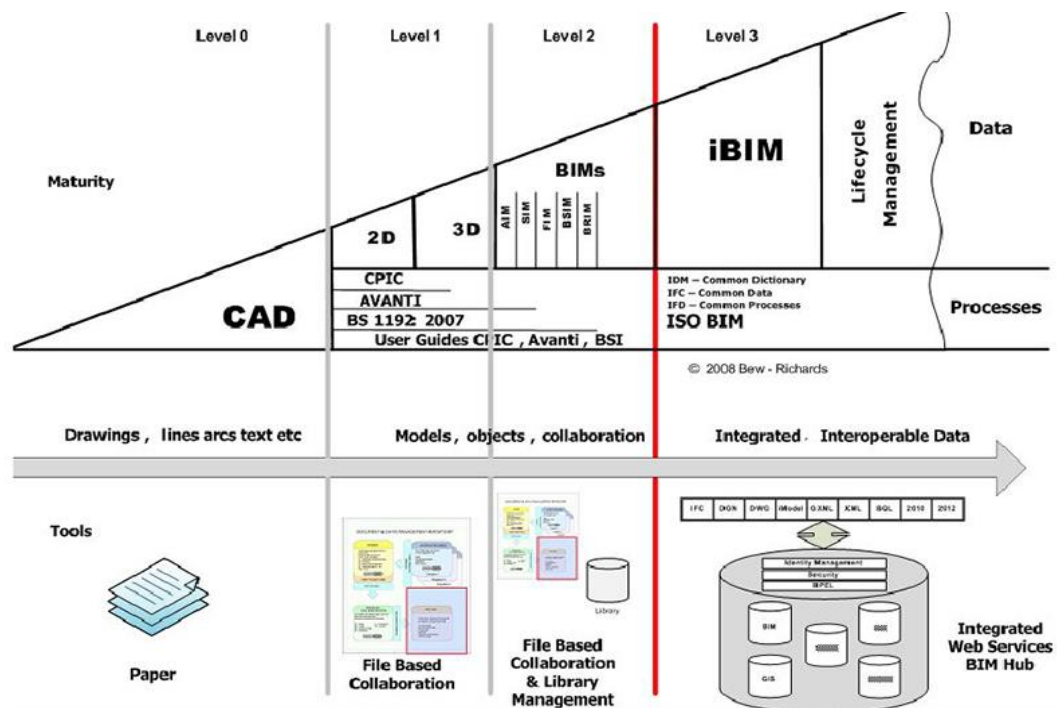 Level 0
Level 1
Level 2
Level 3
Maturity
Data
2D
3D
BIMs
AIM
SIM
FIM
BSIM
BRIM
iBIM
Lifecycle
Management
CAD
CPIC
AVANTI
BS 1192: 2007
User Guides CPIC , Avanti , BSI
IDM – Common Dictionary
IFC – Common Data
IFD – Common Processes
ISO BIM
Processes
© 2008 Bew - Richards
Drawings , lines arcs text etc
Models , objects , collaboration
Integrated , Interoperable Data
Tools
Paper
File Based
Collaboration
Library
File Based
Collaboration
& Library
Management
IFC DGN DWG iModel GXML XML SQL 2010 2012
Identity Management
Security
BPEL
BIM
GIS
Integrated
Web Services
BIM Hub